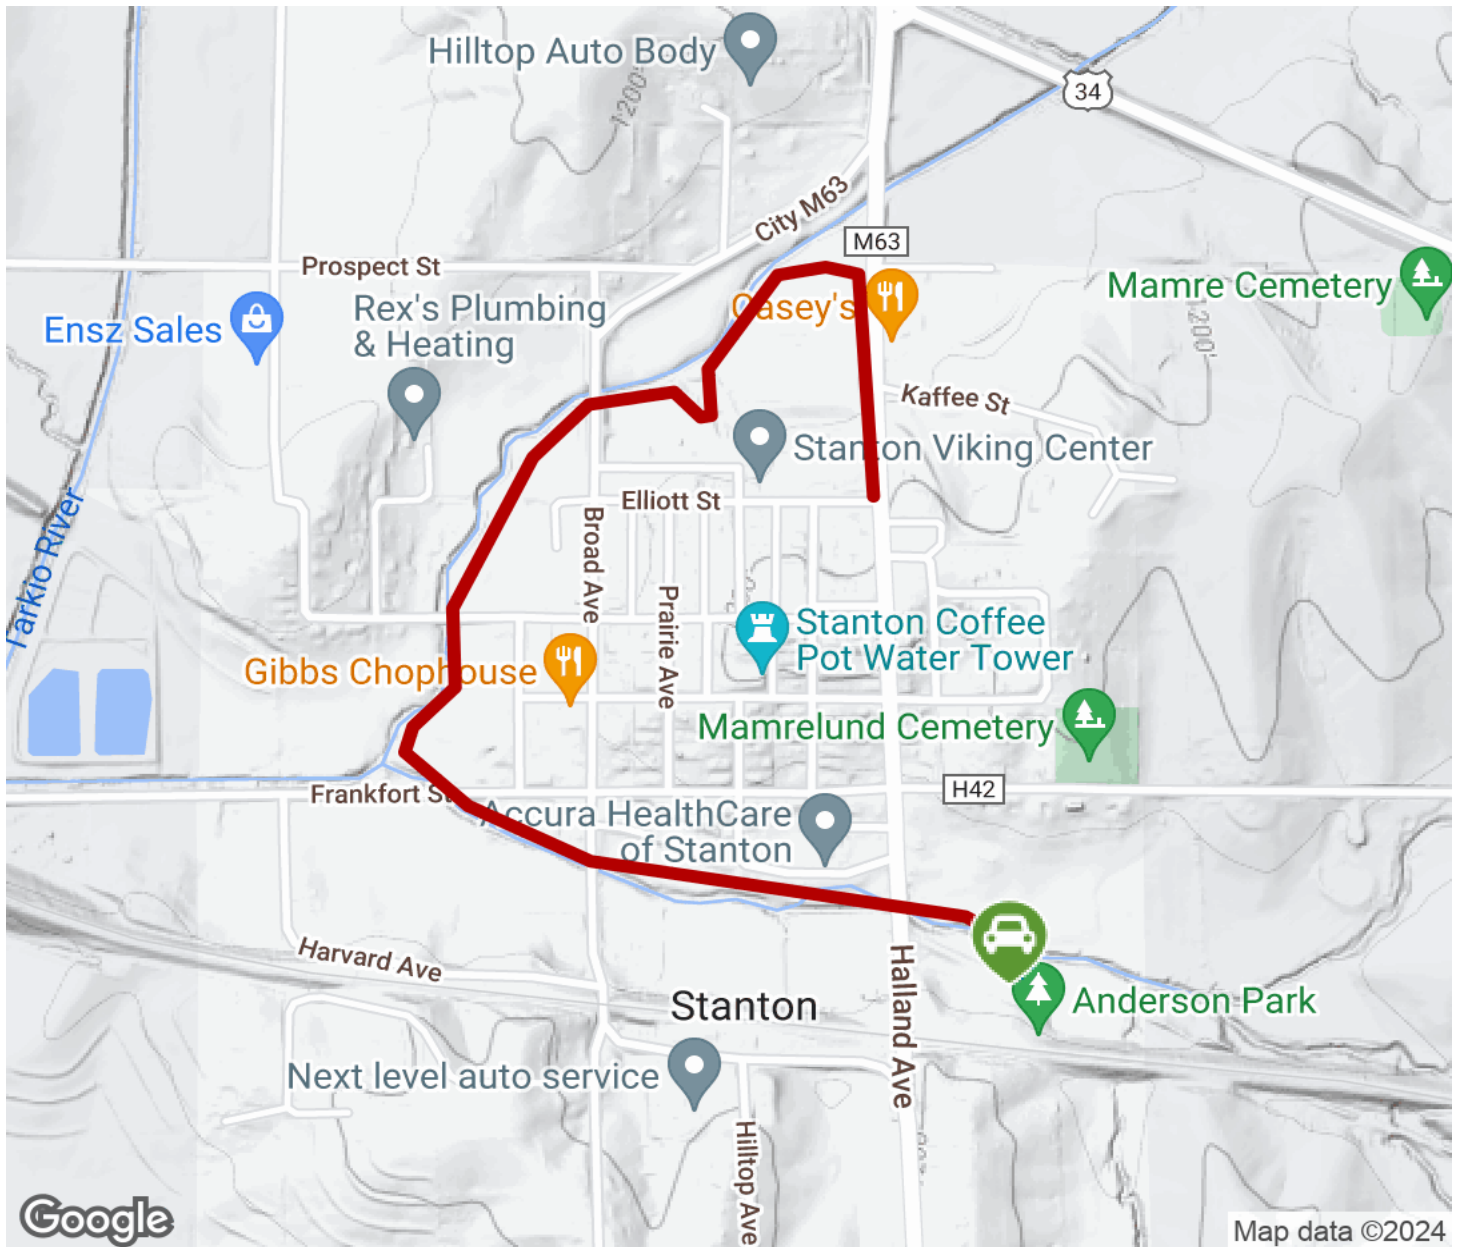 Hilltop Auto Body
1200'
34
City M63
M63
Prospect St
Mamre Cemetery
Casey's
Rex's Plumbing
& Heating
Ensz Sales
1200'
Kaffee St
Stanton Viking Center
Elliott St
Broad Ave
Tarkio River
Prairie Ave
Stanton Coffee
Pot Water Tower
Gibbs Chophouse
Mamrelund Cemetery
H42
Frankfort St
Accura HealthCare
of Stanton
Harvard Ave
Halland Ave
Stanton
Anderson Park
Next level auto service
Hilltop Ave
Google
Map data ©2024